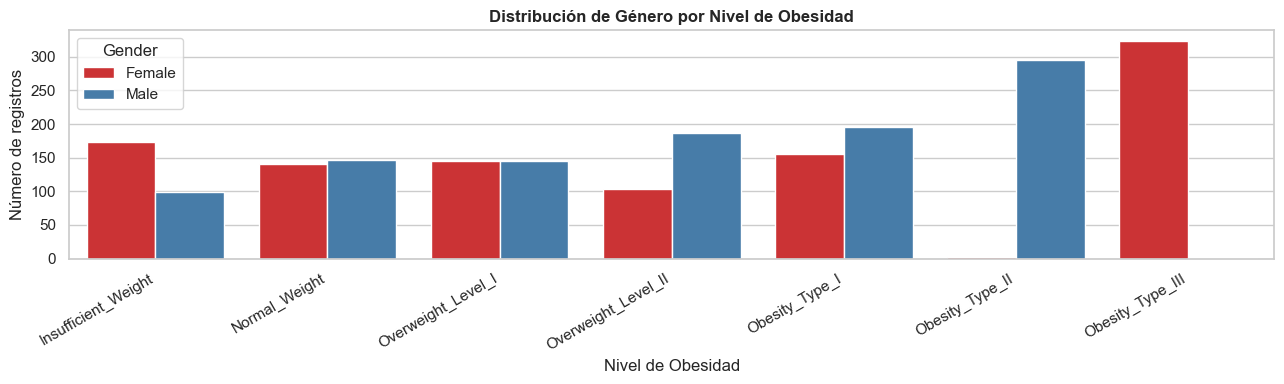 Distribución de Género por Nivel de Obesidad
Gender
Female
Male
Número de registros
300
250
200
150
100
50
0
Insufficient_Weight
Normal_Weight
Overweight_Level_I
Overweight_Level_II
Obesity_Type_I
Obesity_Type_II
Obesity_Type_III
Nivel de Obesidad